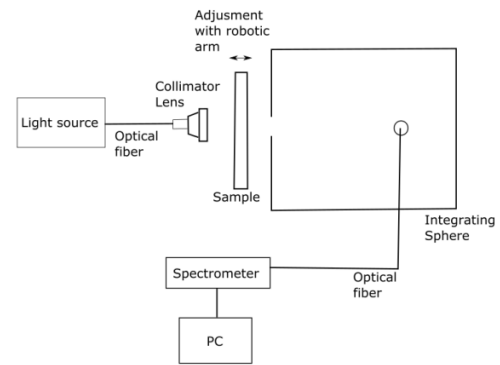 Adjusment
with robotic
arm
Collimator
Lens
Light source
Optical
fiber
Sample
Integrating
Sphere
Spectrometer
Optical
fiber
PC